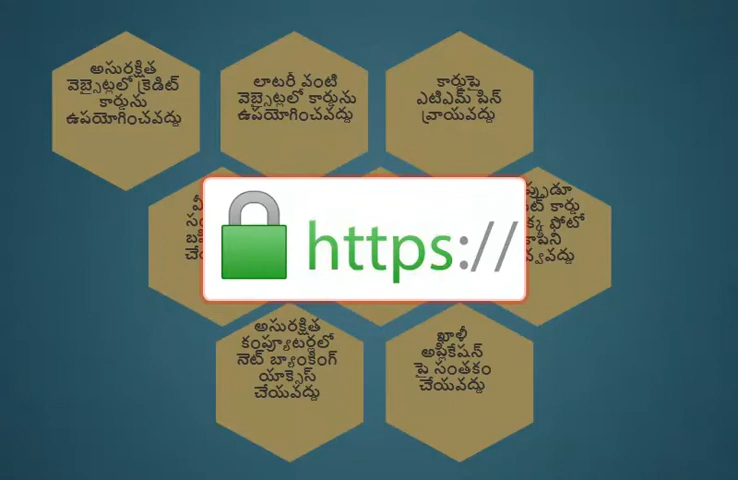 అసురక్షిత
వెబ్సైట్లలో క్రెడిట్
కార్డును
ఉపయోగించవద్దు
లాటరీ వంటి
వెబ్సైట్లలో కార్డును
ఉపయోగించవద్దు
కార్డుపై
ఎటిఎమ్ పిన్
వ్రాయవద్దు
https://
కార్డు
ఫోటో
అసురక్షిత
కంప్యూటర్లలో
నెట్ బ్యాంకింగ్
యాక్సెస్
చేయవద్దు
ఖాళీ
అప్లికేషన్
పై సంతకం
చేయవద్దు